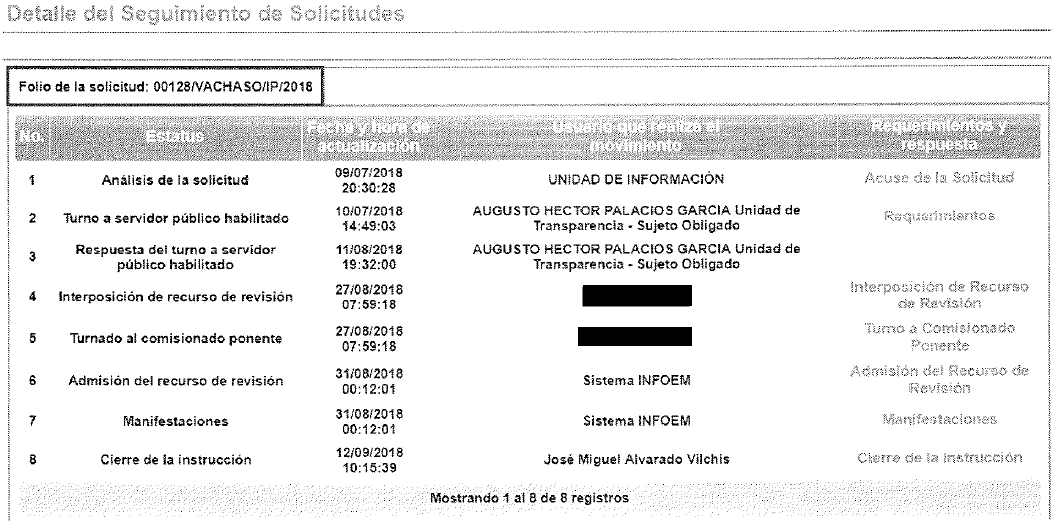 Detalle del Seguimiento de Solicitudes
Folio de la solicitud: 00128/VACHASO/IP/2018
No. Estatus Fecha y hora de actualización Usuario que realiza el movimiento Requerimientos y respuesta
1 Análisis de la solicitud 09/07/2018 20:30:28 UNIDAD DE INFORMACIÓN Acuse de la Solicitud
2 Turno a servidor público habilitado 10/07/2018 14:49:03 AUGUSTO HECTOR PALACIOS GARCIA Unidad de Transparencia - Sujeto Obligado Requerimientos
3 Respuesta del turno a servidor público habilitado 11/08/2018 19:32:00 AUGUSTO HECTOR PALACIOS GARCIA Unidad de Transparencia - Sujeto Obligado
4 Interposición de recurso de revisión 27/08/2018 07:59:18 Interposición de Recurso de Revisión
5 Turnado al comisionado ponente 27/08/2018 07:59:18 Turno a Comisionado Ponente
6 Admisión del recurso de revisión 31/08/2018 00:12:01 Sistema INFOEM Admisión del Recurso de Revisión
7 Manifestaciones 31/08/2018 00:12:01 Sistema INFOEM Manifestaciones
8 Cierre de la instrucción 12/09/2018 10:15:39 José Miguel Alvarado Vilchis Cierre de la instrucción
Mostrando 1 al 8 de 8 registros